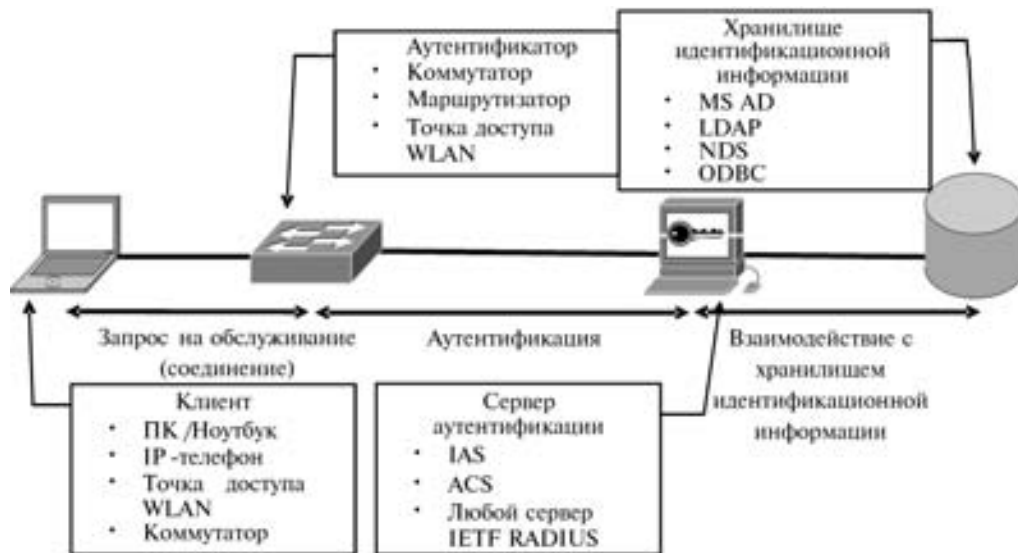 Аутентификатор
• Коммутатор
• Маршрутизатор
• Точка доступа
WLAN
Хранилище
идентификационной
информации
• MS AD
• LDAP
• NDS
• ODBC
Запрос на обслуживание
(соединение)
Аутентификация
Взаимодействие с
хранилищем
идентификационной
информации
Клиент
• ПК /Ноутбук
• IP -телефон
• Точка доступа
WLAN
• Коммутатор
Сервер
аутентификации
• IAS
• ACS
• Любой сервер
IETF RADIUS